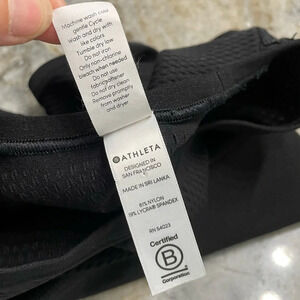 Machine wash cold
gentle Cycle
Wash and dry with
like colors
Tumble dry low
Do not iron
Only non-chlorine
bleach when needed
Do not use
fabric softener
Do not dry clean
Remove promptly
from washer
and dryer
ATHLETA
DESIGNED IN
SAN FRANCISCO
MADE IN SRI LANKA
81% NYLON
19% LYCRA® SPANDEX
RN 54023
Certified
B
Corporation